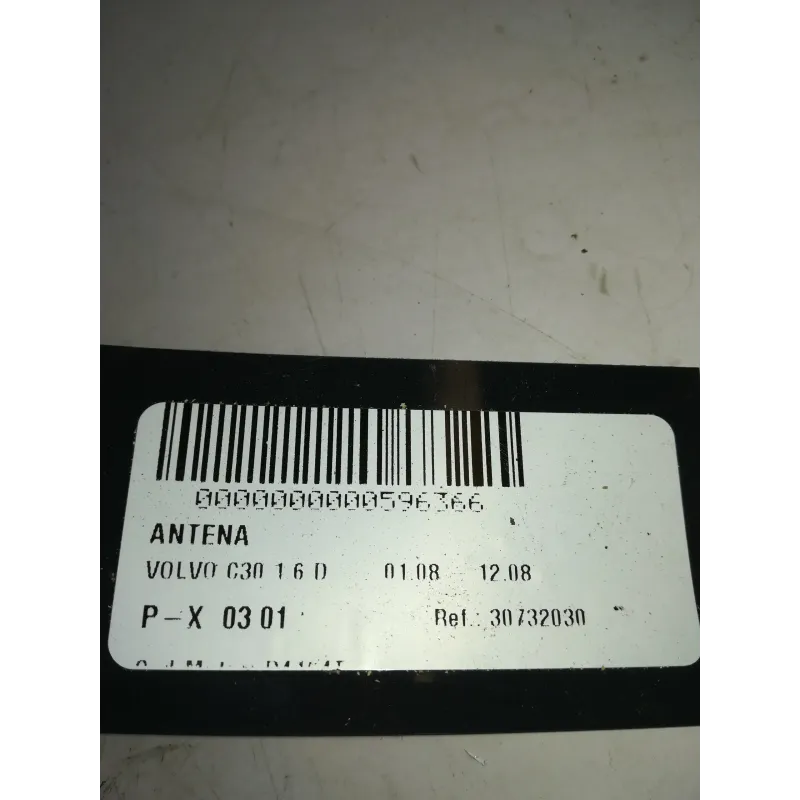 0000000000596366
ANTENA
VOLVO C30 1 6 D 01.08 12.08
P-X 03 01 Ref.: 30732030